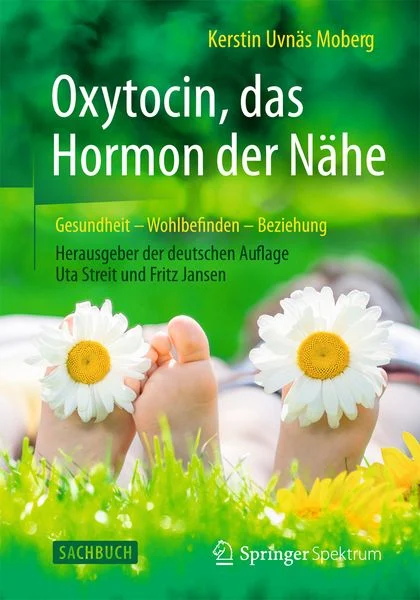 Kerstin Uvnäs Moberg
Oxytocin, das
Hormon der Nähe
Gesundheit – Wohlbefinden – Beziehung
Herausgeber der deutschen Auflage
Uta Streit und Fritz Jansen
SACHBUCH
Springer Spektrum